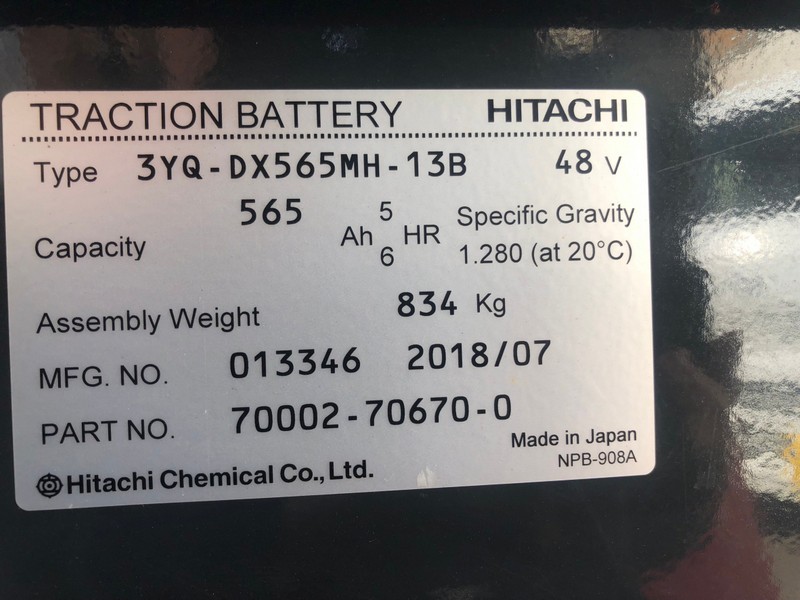 TRACTION BATTERY HITACHI
Type 3YQ-DX565MH-13B 48 V
Capacity 565 Ah 5 HR Specific Gravity
6 1.280 (at 20°C)
Assembly Weight 834 Kg
MFG. NO. 013346 2018/07
PART NO. 70002-70670-0
Made in Japan
Hitachi Chemical Co., Ltd. NPB-908A